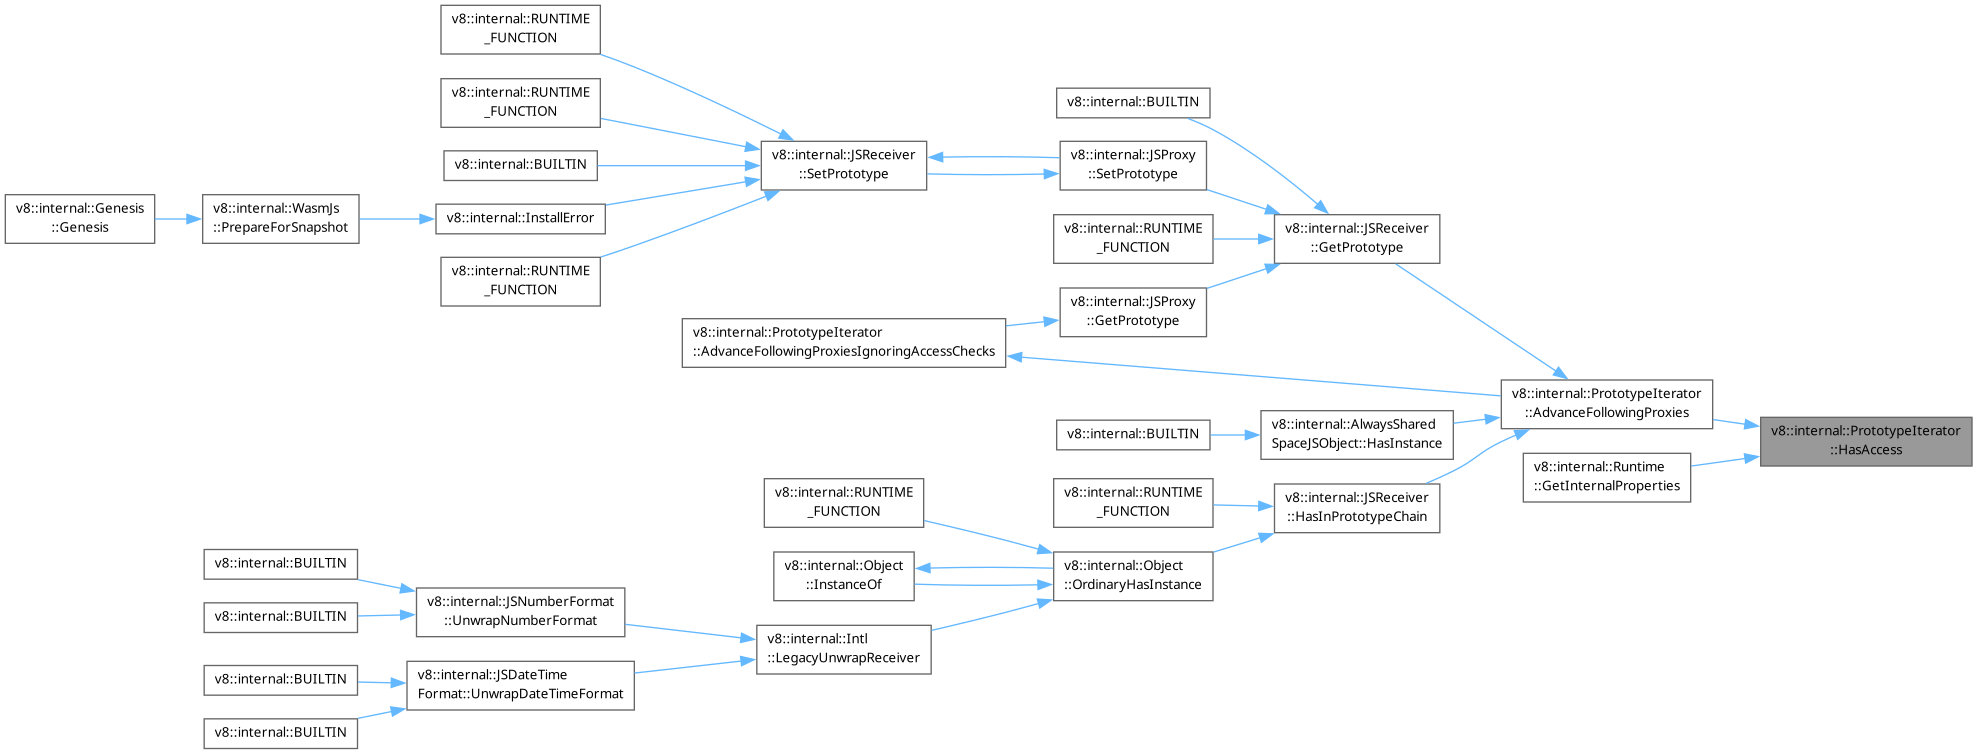 v8::internal::RUNTIME
_FUNCTION
v8::internal::RUNTIME
_FUNCTION
v8::internal::BUILTIN
v8::internal::InstallError
v8::internal::RUNTIME
_FUNCTION
v8::internal::Genesis
::Genesis
v8::internal::WasmJs
::PrepareForSnapshot
v8::internal::JSReceiver
::SetPrototype
v8::internal::BUILTIN
v8::internal::JSProxy
::SetPrototype
v8::internal::RUNTIME
_FUNCTION
v8::internal::JSProxy
::GetPrototype
v8::internal::JSReceiver
::GetPrototype
v8::internal::PrototypeIterator
::AdvanceFollowingProxiesIgnoringAccessChecks
v8::internal::PrototypeIterator
::AdvanceFollowingProxies
v8::internal::PrototypeIterator
::HasAccess
v8::internal::BUILTIN
v8::internal::AlwaysShared
SpaceJSObject::HasInstance
v8::internal::Runtime
::GetInternalProperties
v8::internal::RUNTIME
_FUNCTION
v8::internal::RUNTIME
_FUNCTION
v8::internal::JSReceiver
::HasInPrototypeChain
v8::internal::Object
::InstanceOf
v8::internal::Object
::OrdinaryHasInstance
v8::internal::BUILTIN
v8::internal::BUILTIN
v8::internal::JSNumberFormat
::UnwrapNumberFormat
v8::internal::Intl
::LegacyUnwrapReceiver
v8::internal::BUILTIN
v8::internal::JSDateTime
Format::UnwrapDateTimeFormat
v8::internal::BUILTIN